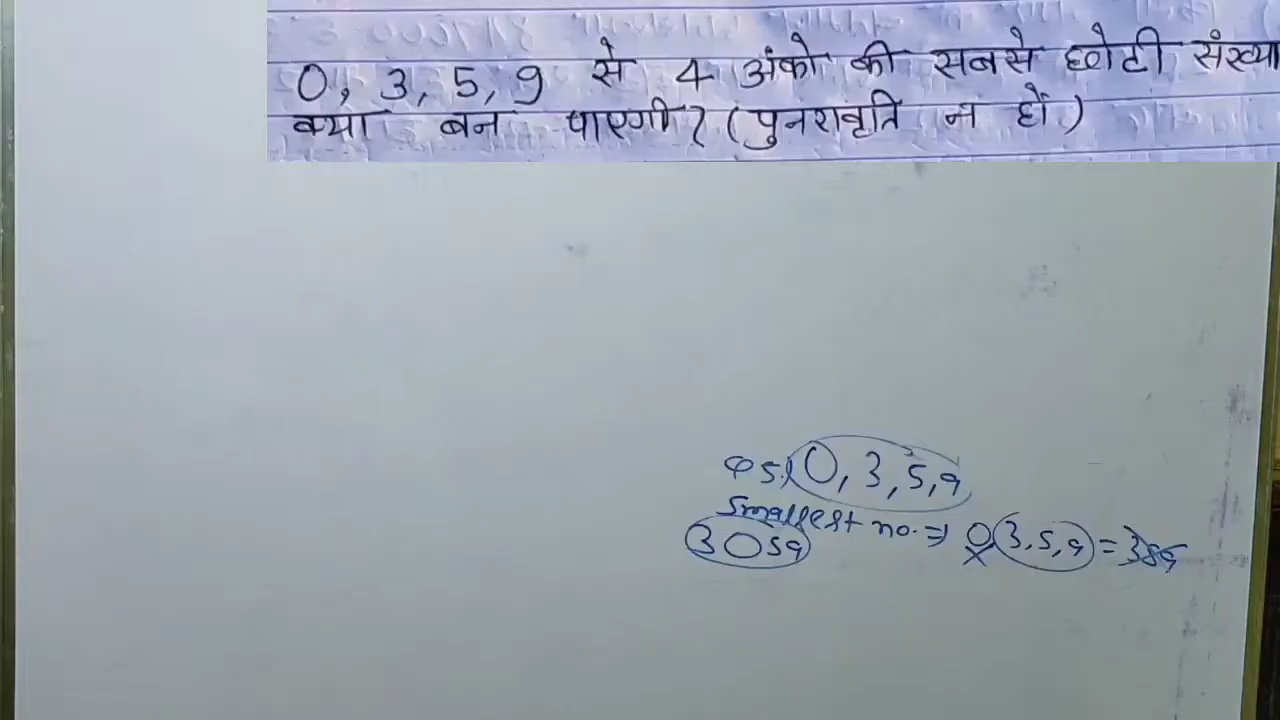 0, 3, 5, 9 से 4 अंको की सबसे छोटी संख्या
क्या बन पाएगी? (पुनरावृति न हों)
Q5.) 0, 3, 5, 9
Smallest no. ⇒ 0 (3, 5, 9) = 359
3059